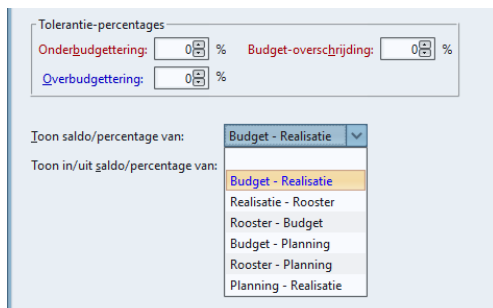 Tolerantie-percentages
Onderbudgettering: 0 % Budget-overschrijding: 0 %
Overbudgettering: 0 %
Toon saldo/percentage van: Budget - Realisatie
Toon in/uit saldo/percentage van:
Budget - Realisatie
Realisatie - Rooster
Rooster - Budget
Budget - Planning
Rooster - Planning
Planning - Realisatie